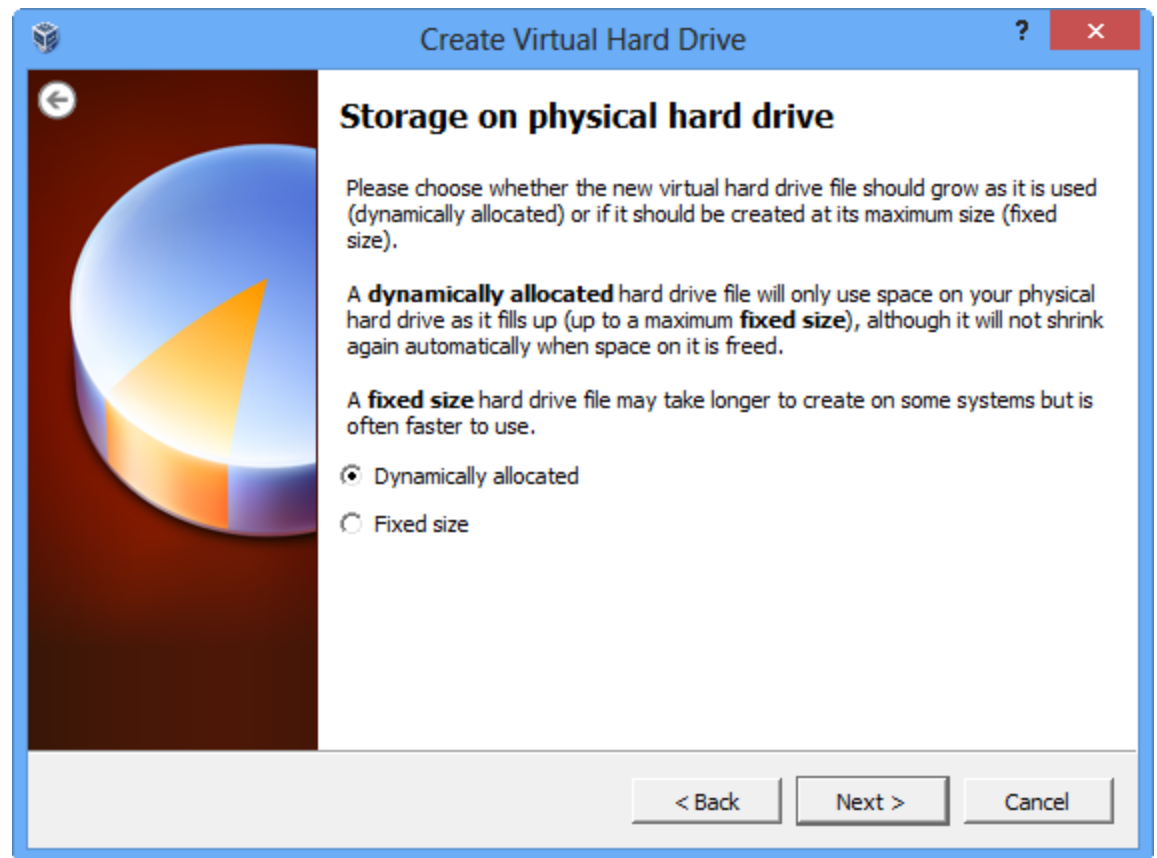 Create Virtual Hard Drive
?
Storage on physical hard drive
Please choose whether the new virtual hard drive file should grow as it is used
(dynamically allocated) or if it should be created at its maximum size (fixed
size).
A dynamically allocated hard drive file will only use space on your physical
hard drive as it fills up (up to a maximum fixed size), although it will not shrink
again automatically when space on it is freed.
A fixed size hard drive file may take longer to create on some systems but is
often faster to use.
Dynamically allocated
Fixed size
< Back
Next >
Cancel